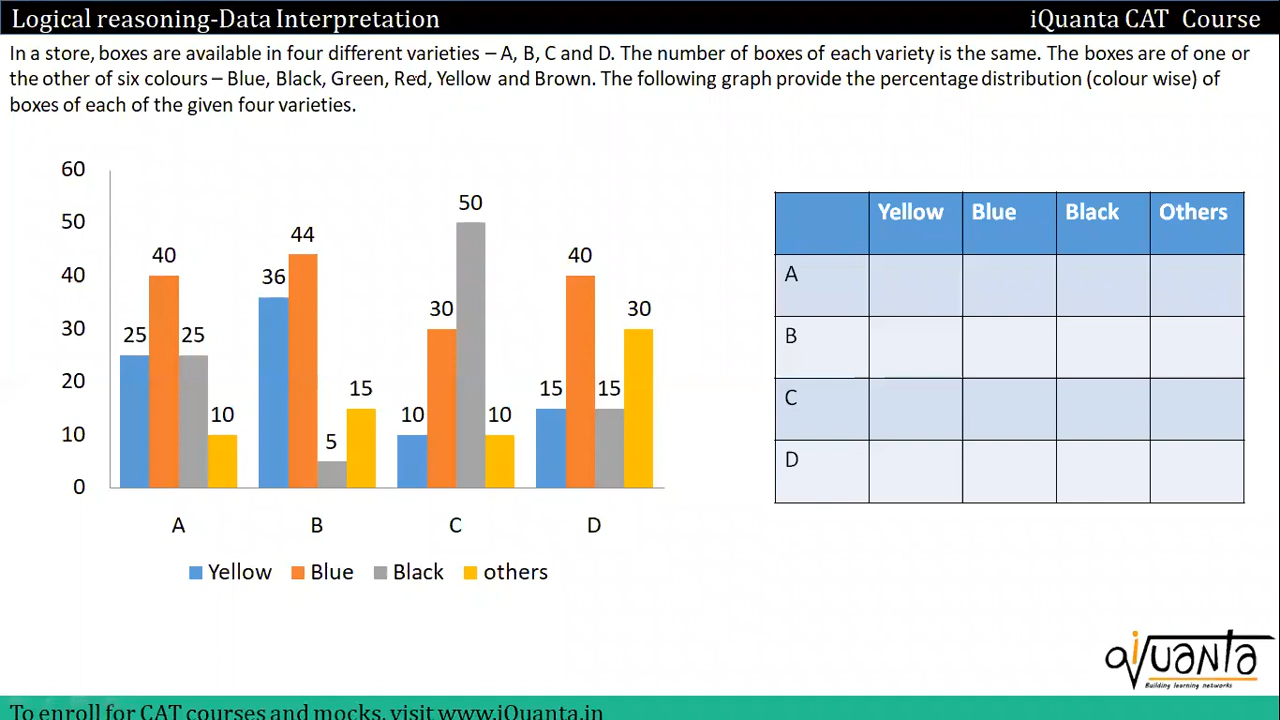 Logical reasoning-Data Interpretation
iQuanta CAT Course
In a store, boxes are available in four different varieties – A, B, C and D. The number of boxes of each variety is the same. The boxes are of one or
the other of six colours – Blue, Black, Green, Red, Yellow and Brown. The following graph provide the percentage distribution (colour wise) of
boxes of each of the given four varieties.
60
50
40
30
20
10
0
25 40 25 10
36 44 5 15
10 30 50 10
15 40 15 30
A B C D
Yellow Blue Black others
Yellow Blue Black Others
A
B
C
D
iQuanta
Building learning networks
To enroll for CAT courses and mocks, visit www.iQuanta.in